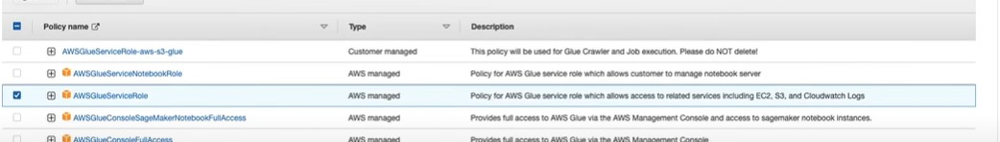 Policy name Type Description
AWSGlueServiceRole-aws-s3-glue Customer managed This policy will be used for Glue Crawler and Job execution. Please do NOT delete!
AWSGlueServiceNotebookRole AWS managed Policy for AWS Glue service role which allows customer to manage notebook server
AWSGlueServiceRole AWS managed Policy for AWS Glue service role which allows access to related services including EC2, S3, and Cloudwatch Logs
AWSGlueConsoleSageMakerNotebookFullAccess AWS managed Provides full access to AWS Glue via the AWS Management Console and access to sagemaker notebook instances.
AWSGlueConsoleFullAccess AWS managed Provides full access to AWS Glue via the AWS Management Console